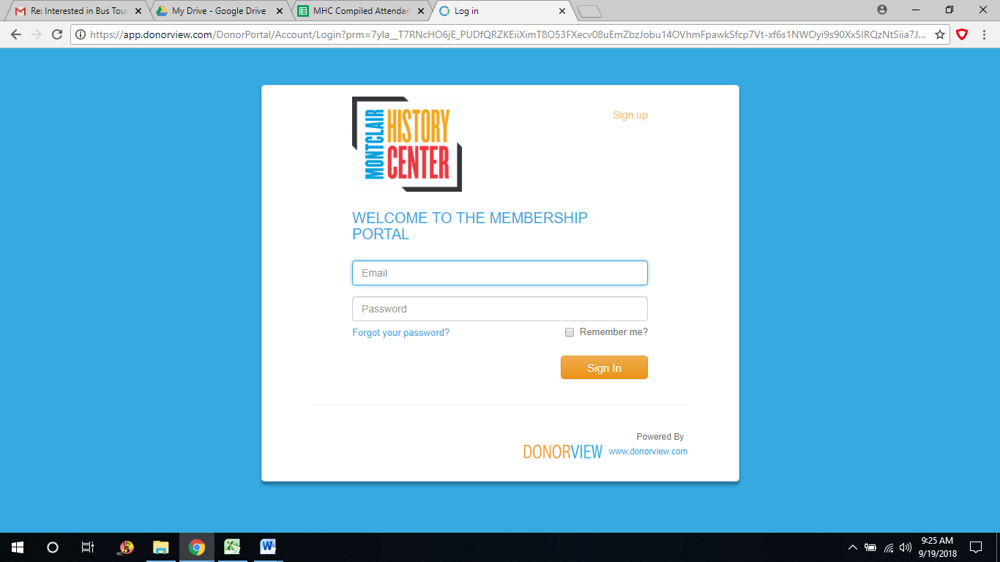 Re: Interested in Bus Tour
My Drive - Google Drive
MHC Compiled Attendan
Log in
https://app.donorview.com/DonorPortal/Account/Login?prm=
MONTCLAIR
HISTORY
CENTER
Sign up
WELCOME TO THE MEMBERSHIP
PORTAL
Email
Password
Forgot your password?
Remember me?
Sign In
Powered By
DONORVIEW www.donorview.com
9:25 AM
9/19/2018